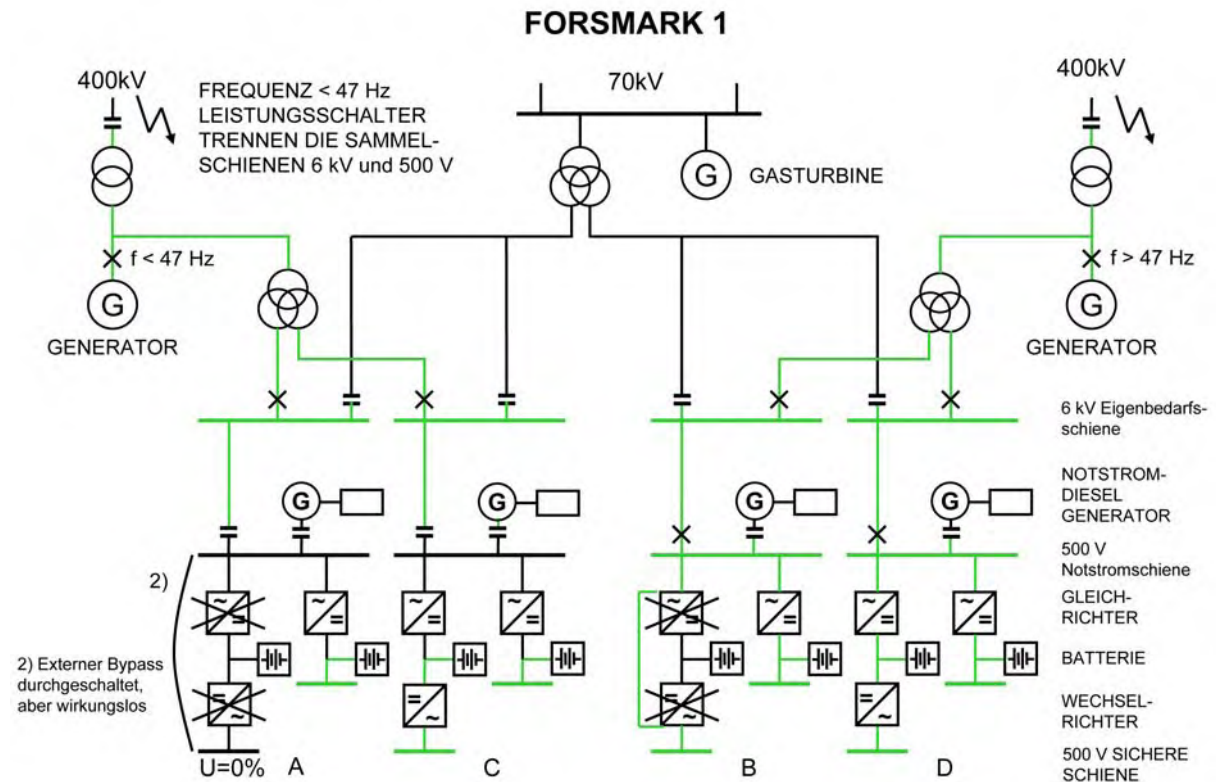 FORSMARK 1
400kV
FREQUENZ < 47 Hz
LEISTUNGSSCHALTER
TRENNEN DIE SAMMEL-
SCHIENEN 6 kV und 500 V
70kV
G
GASTURBINE
400kV
f < 47 Hz
G
GENERATOR
f > 47 Hz
G
GENERATOR
6 kV Eigenbedarfs-
schiene
G
G
G
G
NOTSTROM-
DIESEL
GENERATOR
500 V
Notstromschiene
2)
GLEICH-
RICHTER
2) Externer Bypass
durchgeschaltet,
aber wirkungslos
BATTERIE
WECHSEL-
RICHTER
U=0%
A
C
B
D
500 V SICHERE
SCHIENE